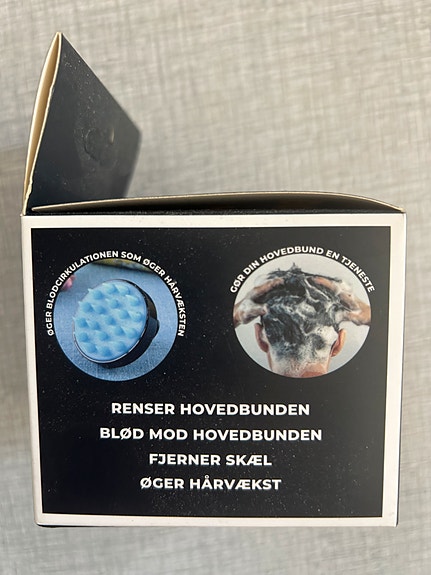 ØGER BLODCIRKULATIONEN SOM ØGER HÅRVÆKSTEN
GØR DIN HOVEDBUND EN TJENESTE
RENSER HOVEDBUNDEN
BLØD MOD HOVEDBUNDEN
FJERNER SKÆL
ØGER HÅRVÆKST